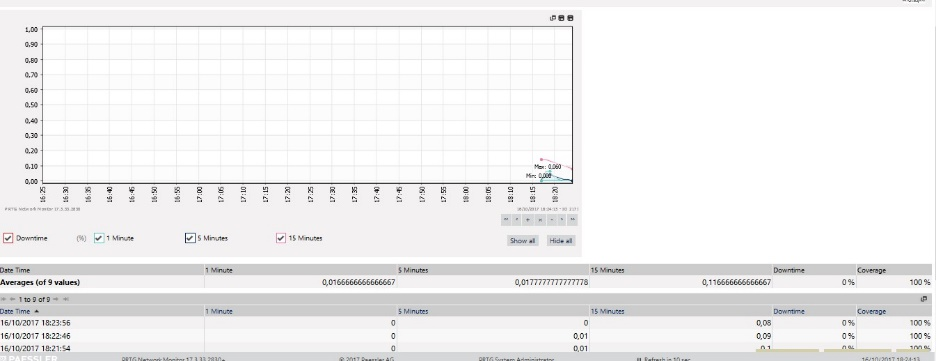 1,00
0,90
0,80
0,70
0,60
0,50
0,40
0,30
0,20
0,10
0,00
Max: 0,060
Min: 0,000
16:25 16:30 16:35 16:40 16:45 16:50 16:55 17:00 17:05 17:10 17:15 17:20 17:25 17:30 17:35 17:40 17:45 17:50 17:55 18:00 18:05 18:10 18:15 18:20
PRTG Network Monitor 17.3.33.2830
Downtime (%) 1 Minute 5 Minutes 15 Minutes
Show all Hide all
Date Time 1 Minute 5 Minutes 15 Minutes Downtime Coverage
Averages (of 9 values) 0,0166666666666667 0,0177777777777778 0,116666666666667 0 % 100 %
1 to 9 of 9
Date Time 1 Minute 5 Minutes 15 Minutes Downtime Coverage
16/10/2017 18:23:56 0 0 0,08 0 % 100 %
16/10/2017 18:22:46 0 0,01 0,09 0 % 100 %
16/10/2017 18:21:54 0 0,01 0,1 0 % 100 %
PAESSLER PRTG Network Monitor 17.3.33.2830+ © 2017 Paessler AG PRTG System Administrator Refresh in 10 sec 16/10/2017 18:24:13